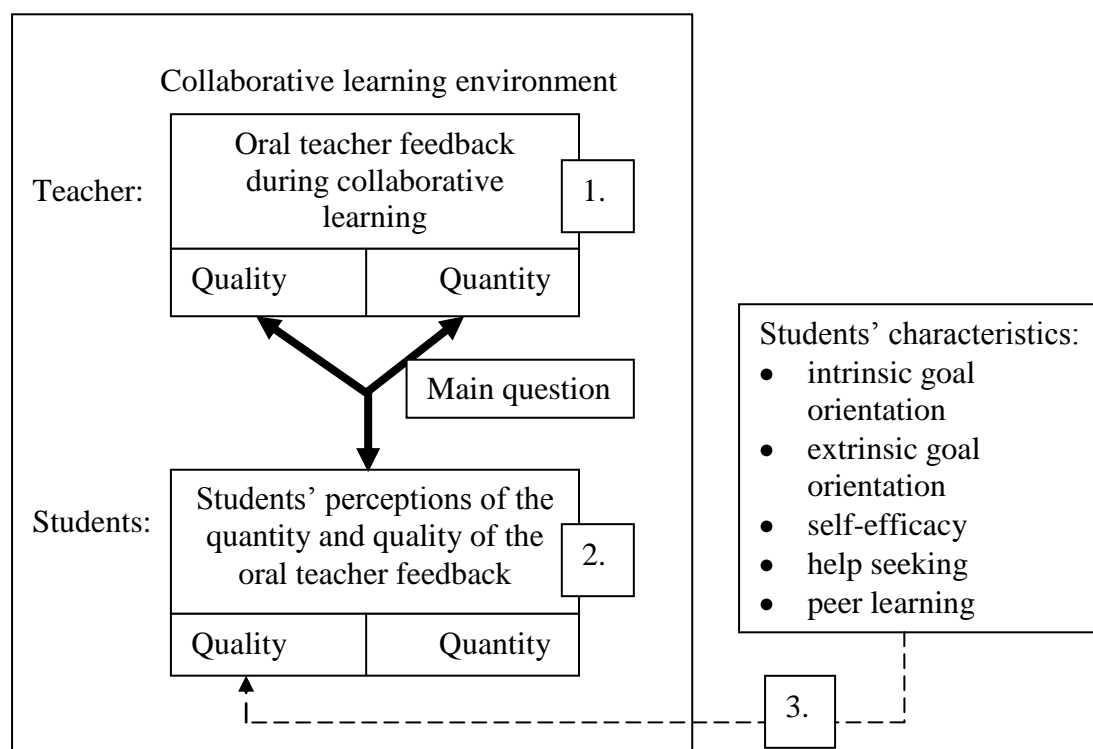 Collaborative learning environment
Teacher:
Oral teacher feedback
during collaborative
learning
1.
Quality
Quantity
Main question
Students:
Students’ perceptions of the
quantity and quality of the
oral teacher feedback
2.
Quality
Quantity
Students’ characteristics:
• intrinsic goal
orientation
• extrinsic goal
orientation
• self-efficacy
• help seeking
• peer learning
3.